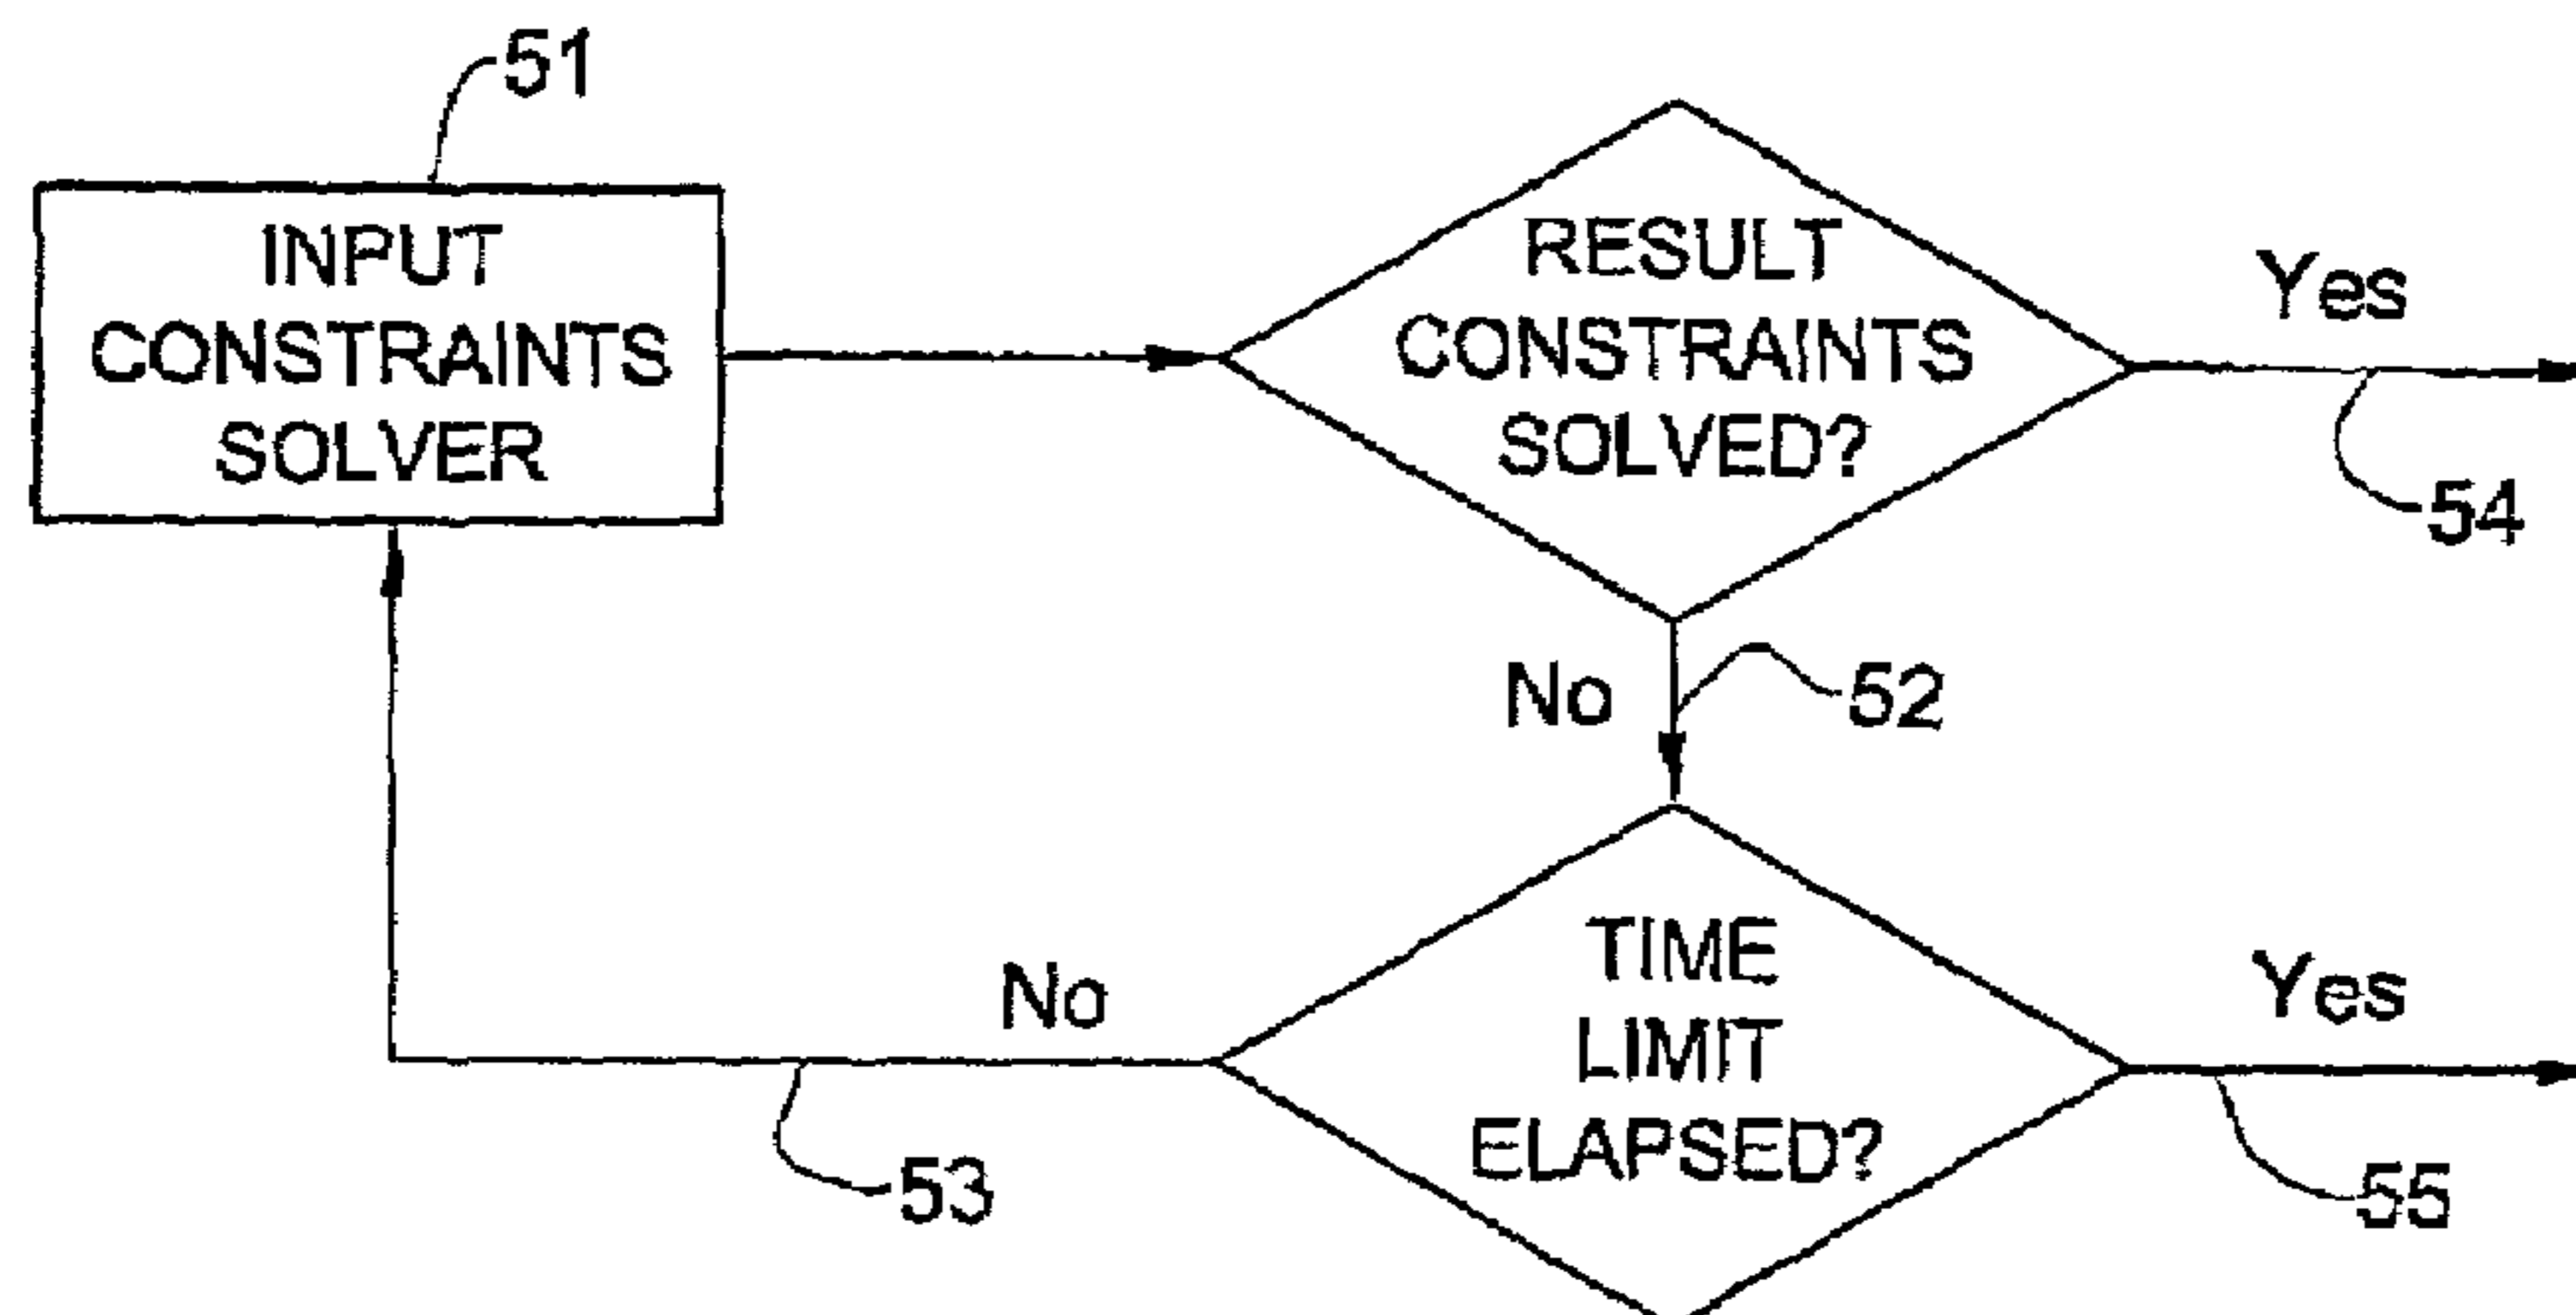 51
INPUT
CONSTRAINTS
SOLVER
RESULT
CONSTRAINTS
SOLVED?
Yes
54
No
52
TIME
LIMIT
ELAPSED?
No
53
Yes
55